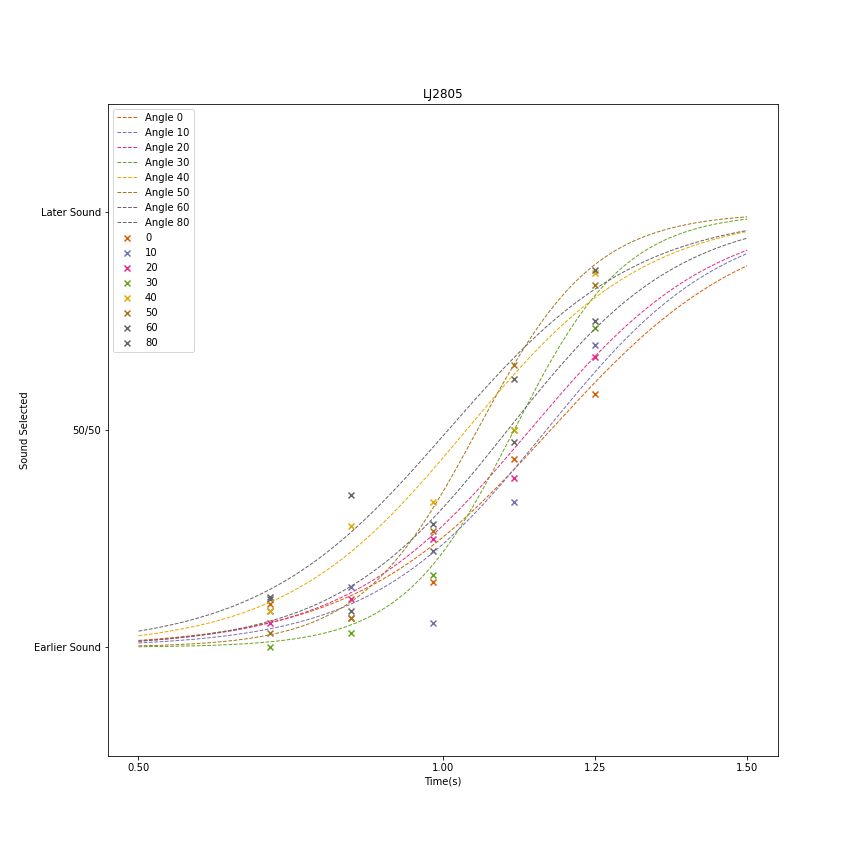 LJ2805
Angle 0
Angle 10
Angle 20
Angle 30
Angle 40
Angle 50
Angle 60
Angle 80
0
10
20
30
40
50
60
80
Later Sound
50/50
Earlier Sound
Sound Selected
0.50
1.00
1.25
1.50
Time(s)